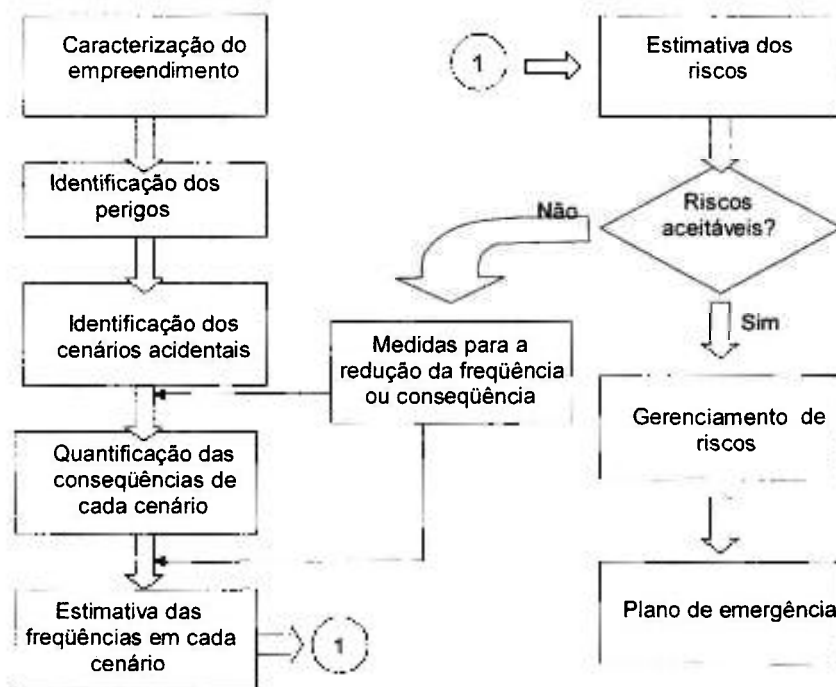 Caracterização do
empreendimento
Identificação dos
perigos
Identificação dos
cenários acidentais
Quantificação das
conseqüências de
cada cenário
Estimativa das
freqüências em cada
cenário
1
Medidas para a
redução da freqüência
ou conseqüência
1
Estimativa dos
riscos
Riscos
aceitáveis?
Não
Sim
Gerenciamento de
riscos
Plano de emergência